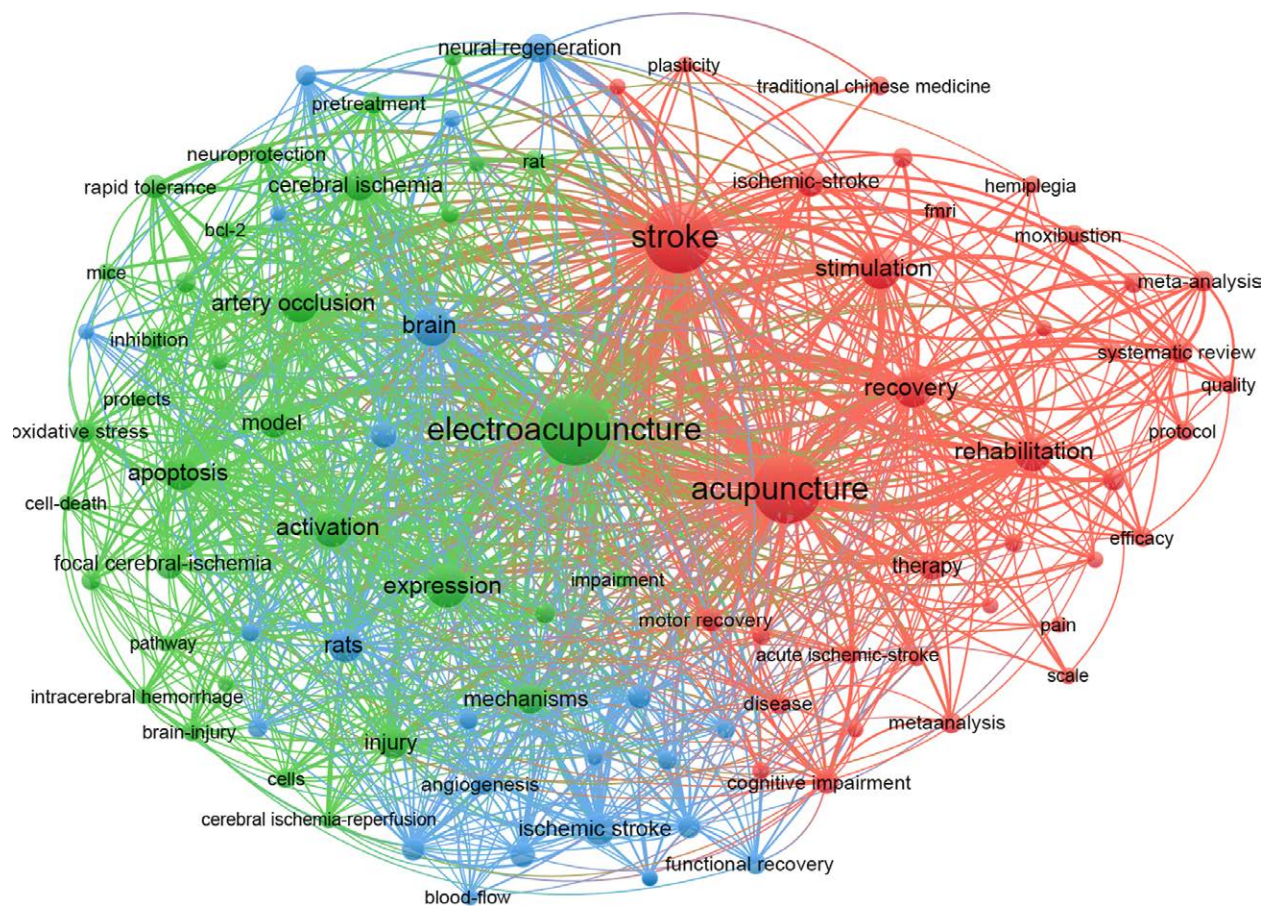 neural regeneration
plasticity
traditional chinese medicine
pretreatment
neuroprotection
rat
rapid tolerance
cerebral ischemia
ischemic-stroke
hemiplegia
fmri
bcl-2
stroke
moxibustion
mice
stimulation
meta-analysis
artery occlusion
brain
inhibition
systematic review
protects
recovery
quality
model
electroacupuncture
oxidative stress
protocol
rehabilitation
apoptosis
acupuncture
cell-death
activation
efficacy
focal cerebral-ischemia
therapy
expression
impairment
motor recovery
pain
pathway
rats
acute ischemic-stroke
scale
intracerebral hemorrhage
mechanisms
disease
metaanalysis
brain-injury
injury
cells
angiogenesis
cognitive impairment
cerebral ischemia-reperfusion
ischemic stroke
functional recovery
blood-flow